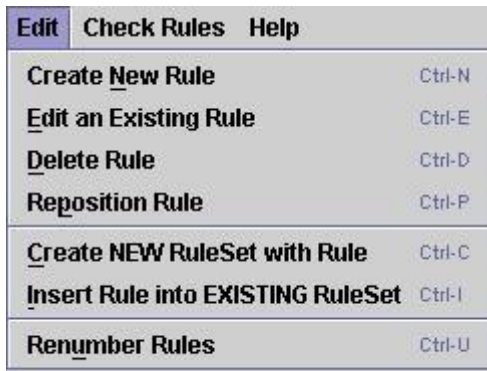 Edit Check Rules Help
Create New Rule Ctrl-N
Edit an Existing Rule Ctrl-E
Delete Rule Ctrl-D
Reposition Rule Ctrl-P
Create NEW RuleSet with Rule Ctrl-C
Insert Rule into EXISTING RuleSet Ctrl-I
Renumber Rules Ctrl-U